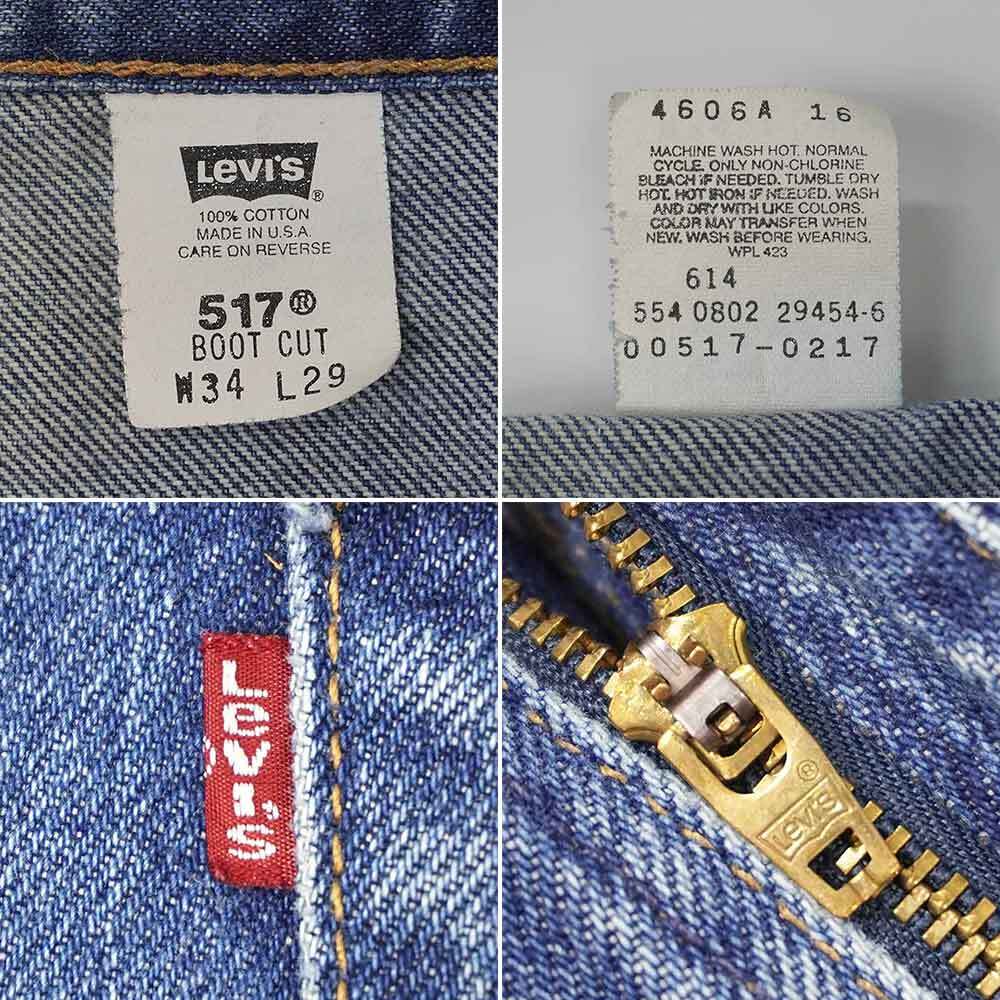 LEVI'S ®
100% COTTON
MADE IN U.S.A.
CARE ON REVERSE
517®
BOOT CUT
W34 L29
4606A 16
MACHINE WASH HOT. NORMAL
CYCLE. ONLY NON-CHLORINE
BLEACH IF NEEDED. TUMBLE DRY
HOT. HOT IRON IF NEEDED. WASH
AND DRY WITH LIKE COLORS.
COLOR MAY TRANSFER WHEN
NEW. WASH BEFORE WEARING.
WPL 423
614
554 0802 29454-6
00517-0217
LeVI'S ®
LEVI'S ®